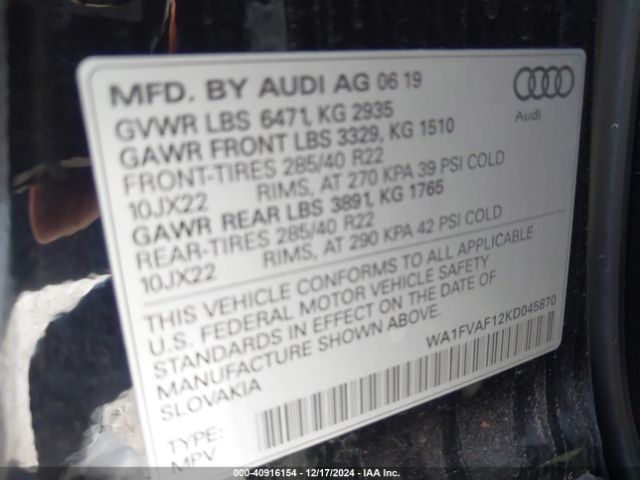 MFD. BY AUDI AG 06 19
GVWR LBS 6471, KG 2935
GAWR FRONT LBS 3329, KG 1510
FRONT-TIRES 285/40 R22
10JX22 RIMS, AT 270 KPA 39 PSI COLD
GAWR REAR LBS 3891, KG 1765
REAR-TIRES 285/40 R22
10JX22 RIMS, AT 290 KPA 42 PSI COLD
Audi
THIS VEHICLE CONFORMS TO ALL APPLICABLE
U.S. FEDERAL MOTOR VEHICLE SAFETY
STANDARDS IN EFFECT ON THE DATE OF
MANUFACTURE SHOWN ABOVE.
SLOVAKIA
WA1FVAF12KD045870
TYPE:
MPV
000-40916154 - 12/17/2024 - IAA Inc.